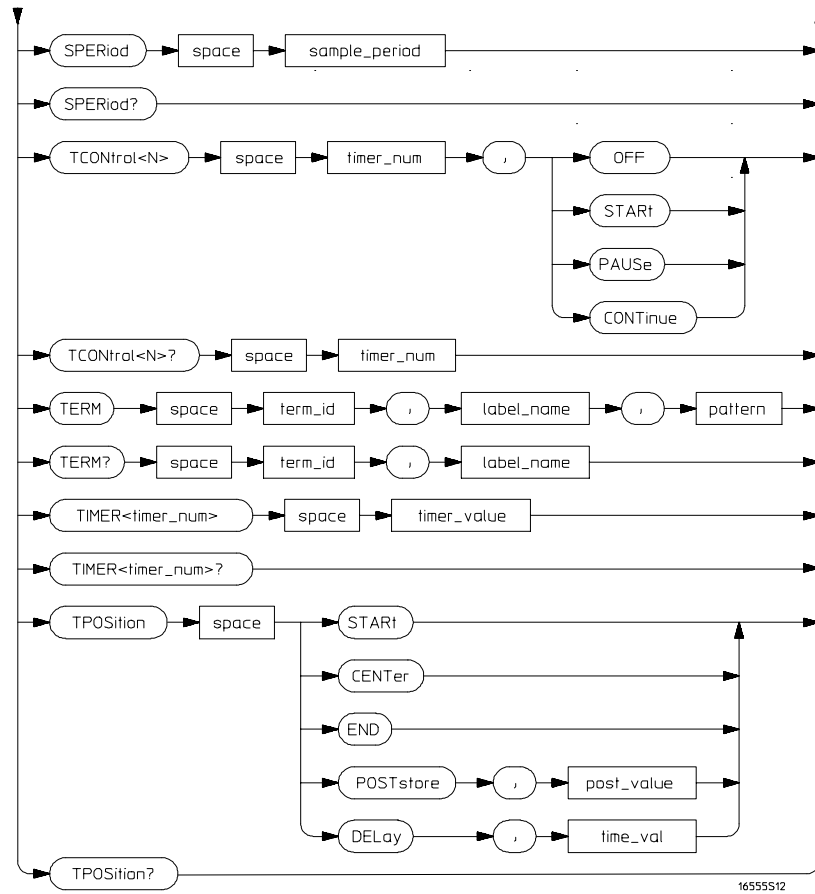 SPERiod space sample_period
SPERiod?
TCONtrol<N> space timer_num , OFF
STARt
PAUSe
CONTinue
TCONtrol<N>? space timer_num
TERM space term_id , label_name , pattern
TERM? space term_id , label_name
TIMER<timer_num> space timer_value
TIMER<timer_num>?
TPOSition space STARt
CENTer
END
POSTstore , post_value
DELay , time_val
TPOSition?
16555S12